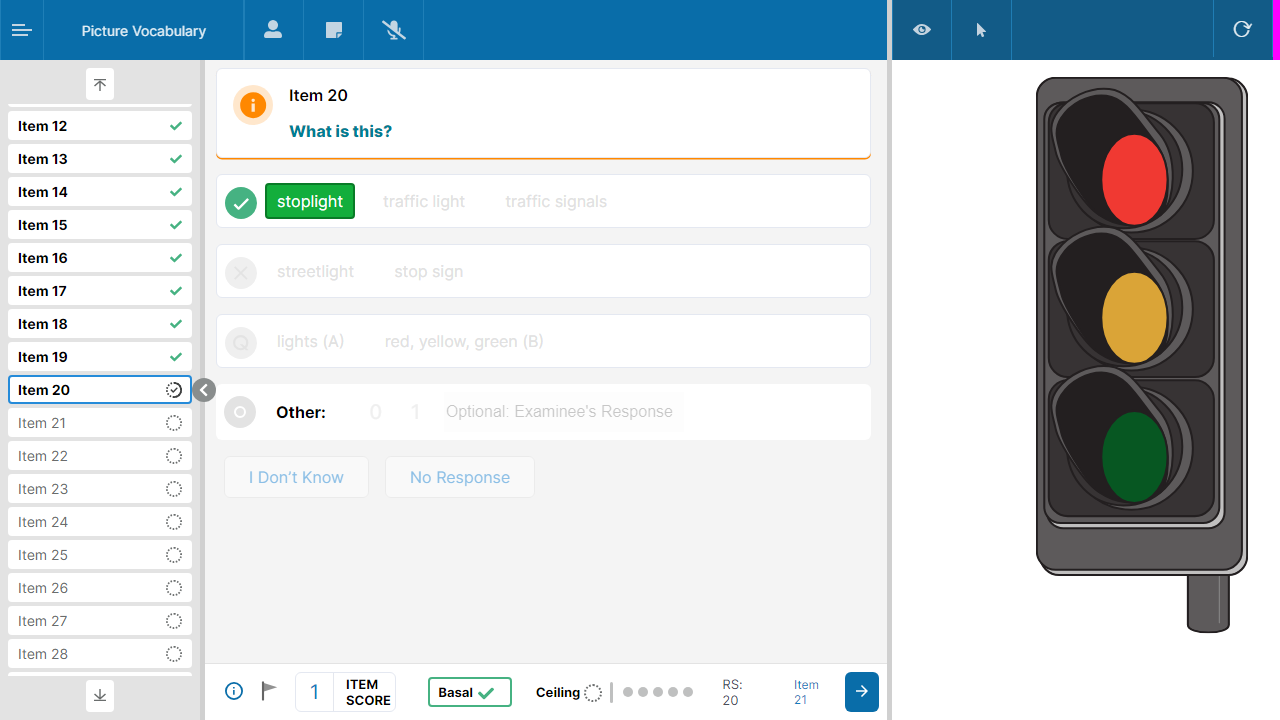 Picture Vocabulary
Item 12
Item 13
Item 14
Item 15
Item 16
Item 17
Item 18
Item 19
Item 20
Item 21
Item 22
Item 23
Item 24
Item 25
Item 26
Item 27
Item 28
Item 20
What is this?
stoplight traffic light traffic signals
streetlight stop sign
Q lights (A) red, yellow, green (B)
Other: 0 1 Optional: Examinee's Response
I Don't Know No Response
1 ITEM SCORE Basal Ceiling RS: 20 Item 21